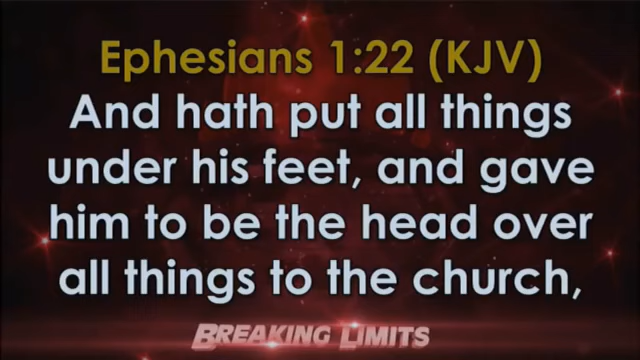 Ephesians 1:22 (KJV)
And hath put all things
under his feet, and gave
him to be the head over
all things to the church,
BREAKING LIMITS